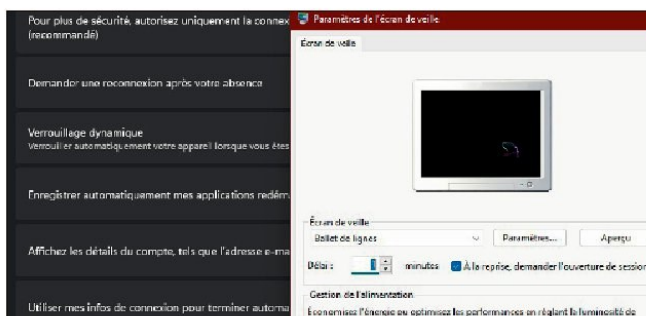 Pour plus de sécurité, autorisez uniquement la connex
(recommandé)
Demander une reconnexion après votre absence
Verrouillage dynamique
Verrouiller automatiquement votre appareil lorsque vous êtes
Enregistrer automatiquement mes applications redém
Affichez les détails du compte, tels que l'adresse e-ma
Utiliser mes infos de connexion pour terminer automa
Paramètres de l'écran de veille
Écran de veille
Écran de veille
Ballet de lignes
Paramètres...
Aperçu
Délai :
1
minutes
À la reprise, demander l'ouverture de session
Gestion de l'alimentation
Économisez l'énergie ou optimisez les performances en réglant la luminosité de